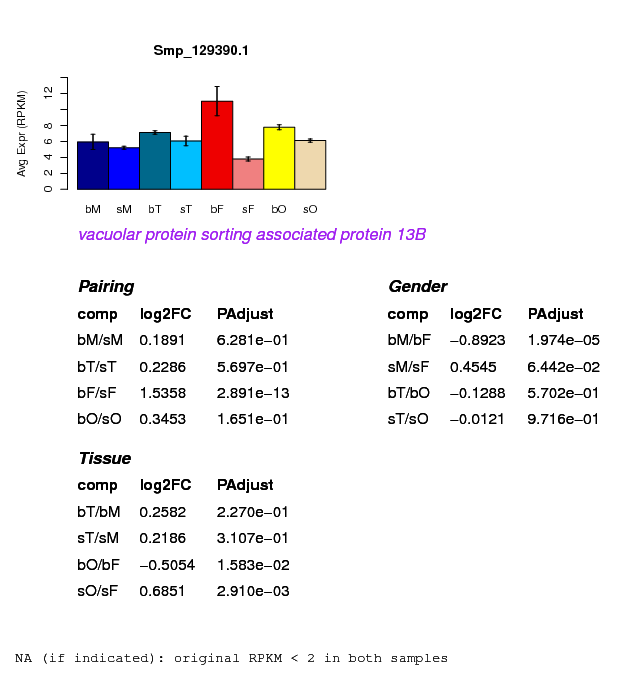 Smp_129390.1
Avg Expr (RPKM)
0 2 4 6 8 12
bM sM bT sT bF sF bO sO
vacuolar protein sorting associated protein 13B
Pairing
comp log2FC PAdjust
bM/sM 0.1891 6.281e−01
bT/sT 0.2286 5.697e−01
bF/sF 1.5358 2.891e−13
bO/sO 0.3453 1.651e−01
Gender
comp log2FC PAdjust
bM/bF −0.8923 1.974e−05
sM/sF 0.4545 6.442e−02
bT/bO −0.1288 5.702e−01
sT/sO −0.0121 9.716e−01
Tissue
comp log2FC PAdjust
bT/bM 0.2582 2.270e−01
sT/sM 0.2186 3.107e−01
bO/bF −0.5054 1.583e−02
sO/sF 0.6851 2.910e−03
NA (if indicated): original RPKM < 2 in both samples